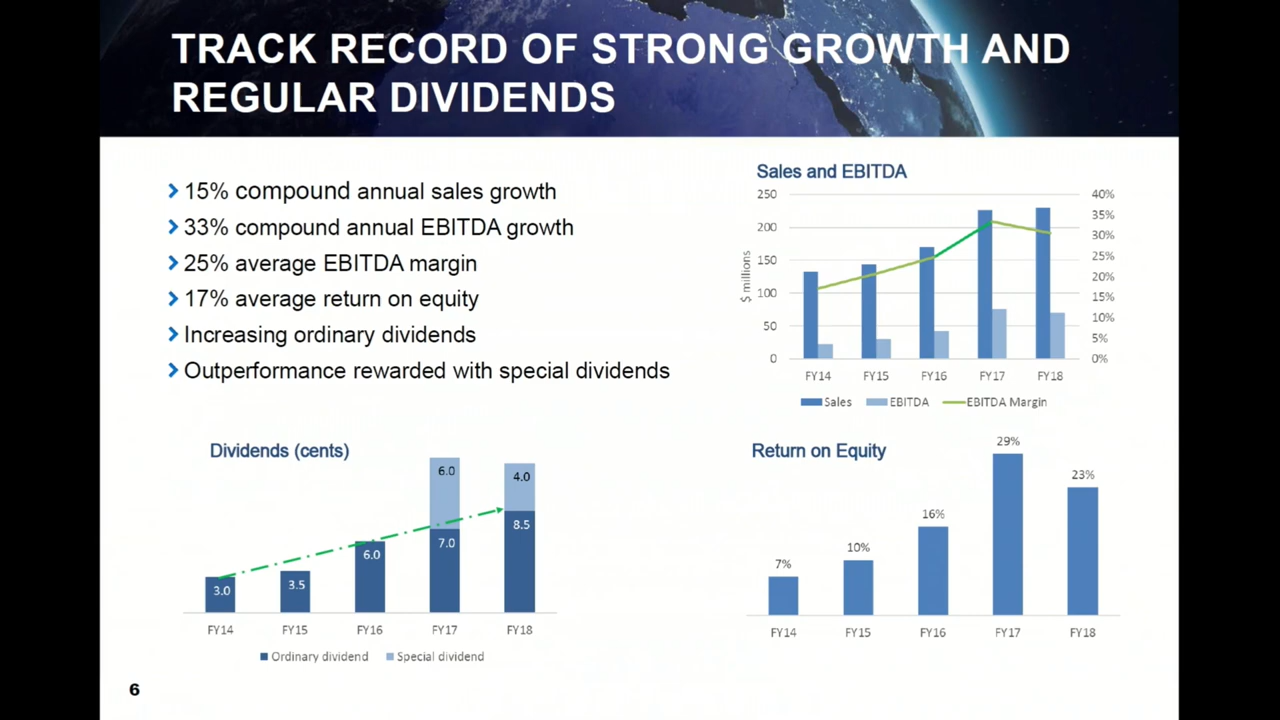 TRACK RECORD OF STRONG GROWTH AND
REGULAR DIVIDENDS
15% compound annual sales growth
33% compound annual EBITDA growth
25% average EBITDA margin
17% average return on equity
Increasing ordinary dividends
Outperformance rewarded with special dividends
Sales and EBITDA
250 40%
35%
200
30%
150 25%
20%
100 15%
10%
50
5%
0 0%
$ millions
FY14 FY15 FY16 FY17 FY18
Sales EBITDA EBITDA Margin
Dividends (cents)
6.0 4.0
3.0 3.5 6.0 7.0 8.5
FY14 FY15 FY16 FY17 FY18
Ordinary dividend Special dividend
Return on Equity
7% 10% 16% 29% 23%
FY14 FY15 FY16 FY17 FY18
6